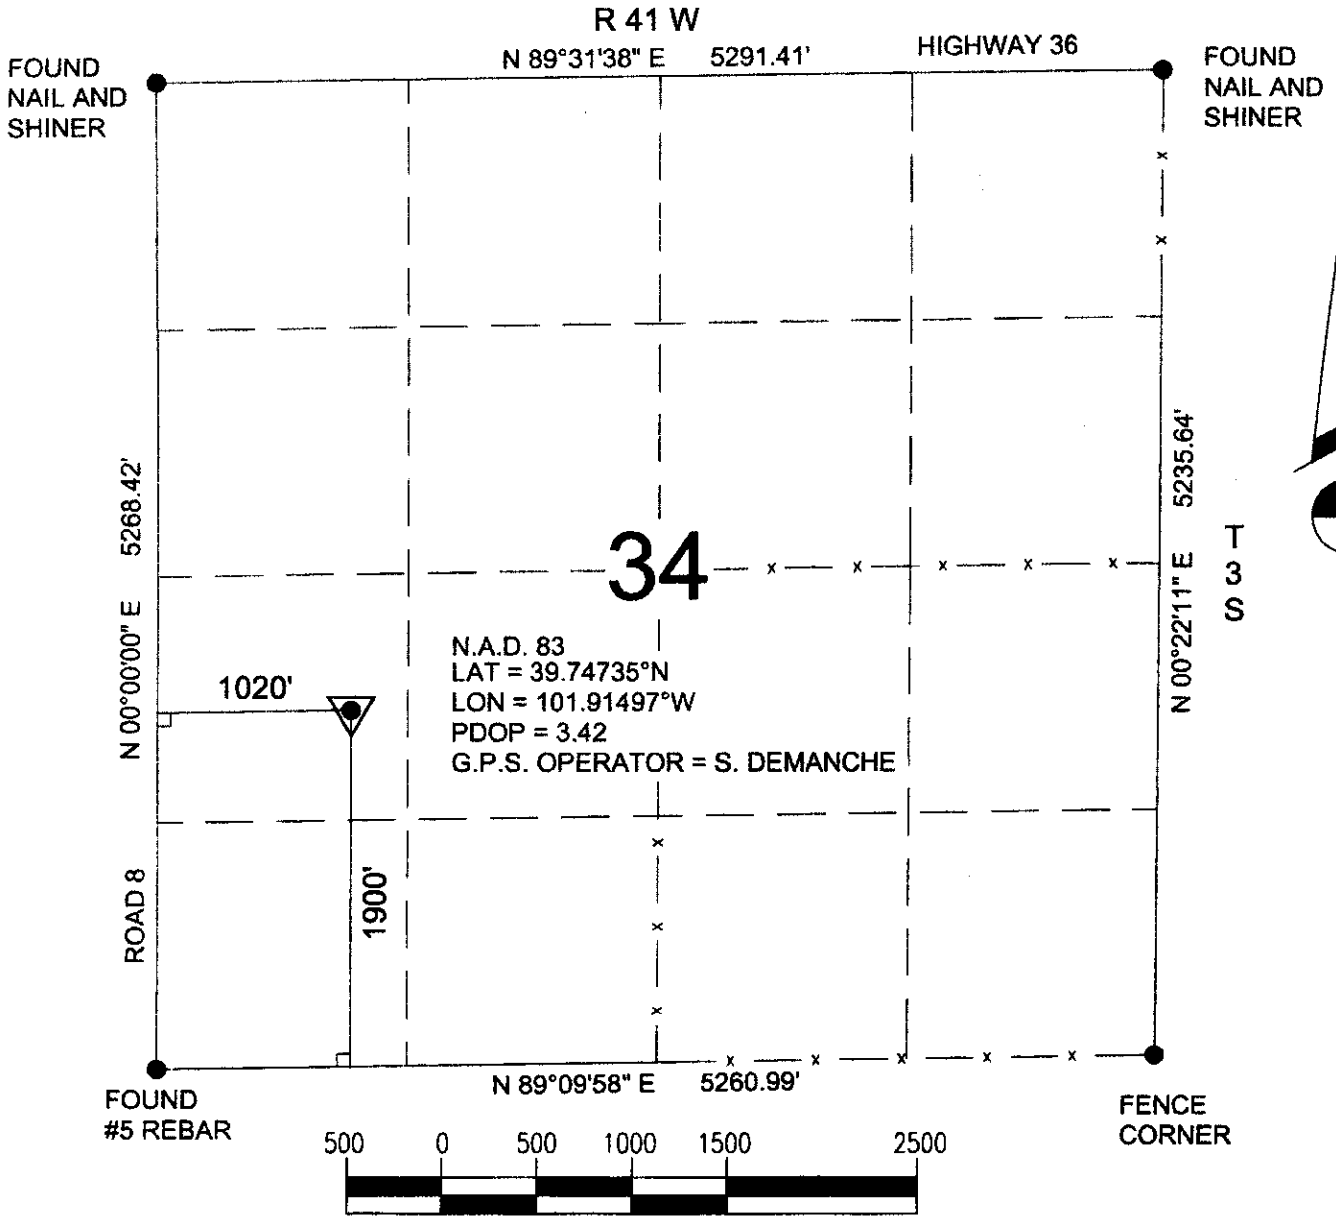 R 41 W
N 89°31'38" E 5291.41'
HIGHWAY 36
FOUND
NAIL AND
SHINER
FOUND
NAIL AND
SHINER
N 00°00'00" E 5268.42'
N 00°22'11" E 5235.64'
T
3
S
34
N.A.D. 83
LAT = 39.74735°N
LON = 101.91497°W
PDOP = 3.42
G.P.S. OPERATOR = S. DEMANCHE
1020'
1900'
ROAD 8
N 89°09'58" E 5260.99'
FOUND
#5 REBAR
FENCE
CORNER
500 0 500 1000 1500 2500